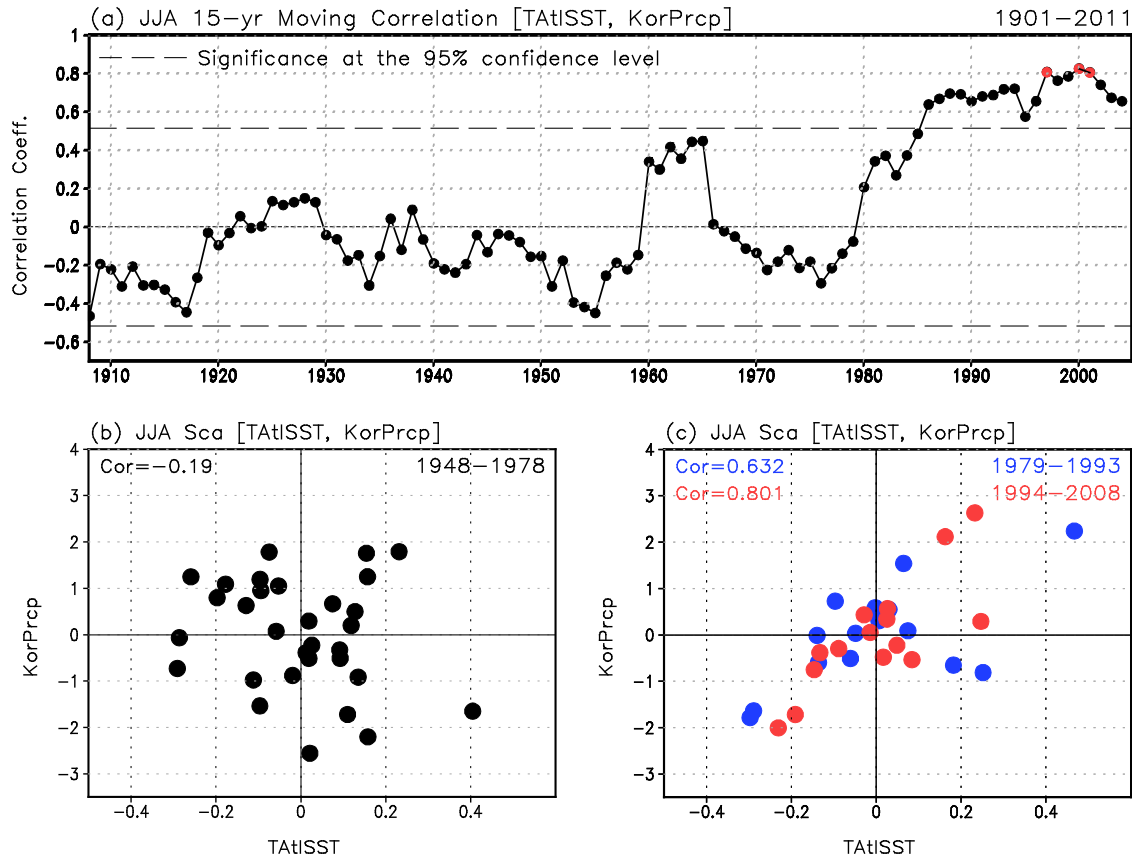 (a) JJA 15-yr Moving Correlation [TAtlSST, KorPrcp] 1901-2011
1
0.8
0.6
0.4
0.2
0
-0.2
-0.4
-0.6
Correlation Coeff.
Significance at the 95% confidence level
1910 1920 1930 1940 1950 1960 1970 1980 1990 2000
(b) JJA Sca [TAtlSST, KorPrcp]
Cor=-0.19 1948-1978
4
3
2
1
0
-1
-2
-3
KorPrcp
-0.4 -0.2 0 0.2 0.4
TAtlSST
(c) JJA Sca [TAtlSST, KorPrcp]
Cor=0.632 1979-1993
Cor=0.801 1994-2008
4
3
2
1
0
-1
-2
-3
KorPrcp
-0.4 -0.2 0 0.2 0.4
TAtlSST